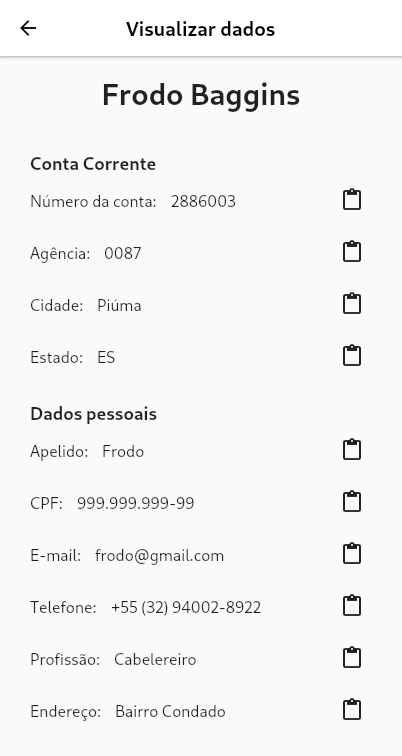 Visualizar dados
Frodo Baggins
Conta Corrente
Número da conta: 2886003
Agência: 0087
Cidade: Piúma
Estado: ES
Dados pessoais
Apelido: Frodo
CPF: 999.999.999-99
E-mail: frodo@gmail.com
Telefone: +55 (32) 94002-8922
Profissão: Cabelereiro
Endereço: Bairro Condado